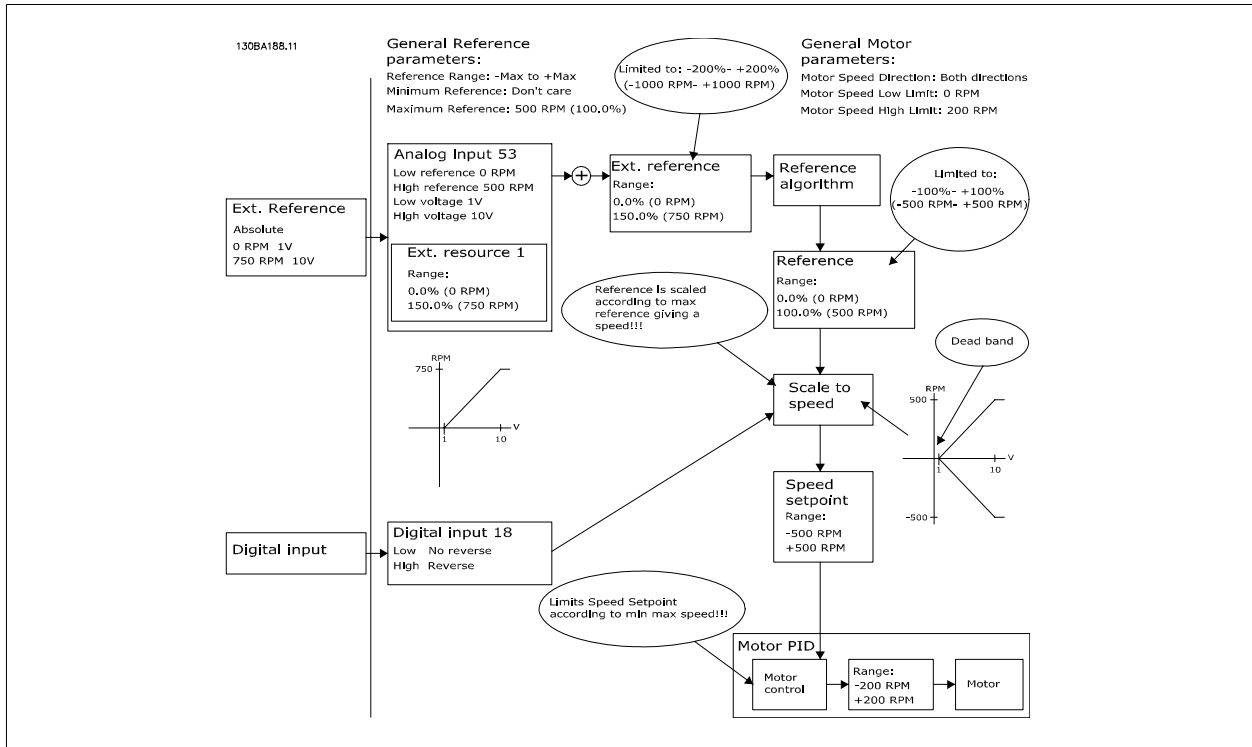 130BA188.11
General Reference
parameters:
Reference Range: -Max to +Max
Minimum Reference: Don't care
Maximum Reference: 500 RPM (100.0%)
Limited to: -200%- +200%
(-1000 RPM- +1000 RPM)
General Motor
parameters:
Motor Speed Direction: Both directions
Motor Speed Low Limit: 0 RPM
Motor Speed High Limit: 200 RPM
Ext. Reference
Absolute
0 RPM 1V
750 RPM 10V
Analog Input 53
Low reference 0 RPM
High reference 500 RPM
Low voltage 1V
High voltage 10V
Ext. resource 1
Range:
0.0% (0 RPM)
150.0% (750 RPM)
+
Ext. reference
Range:
0.0% (0 RPM)
150.0% (750 RPM)
Reference
algorithm
Limited to:
-100%- +100%
(-500 RPM- +500 RPM)
Reference
Range:
0.0% (0 RPM)
100.0% (500 RPM)
Reference is scaled
according to max
reference giving a
speed!!!
RPM
750
1
10
V
Scale to
speed
Dead band
RPM
500
1
10
V
-500
Speed
setpoint
Range:
-500 RPM
+500 RPM
Digital input
Digital input 18
Low No reverse
High Reverse
Limits Speed Setpoint
according to min max speed!!!
Motor PID
Motor
control
Range:
-200 RPM
+200 RPM
Motor